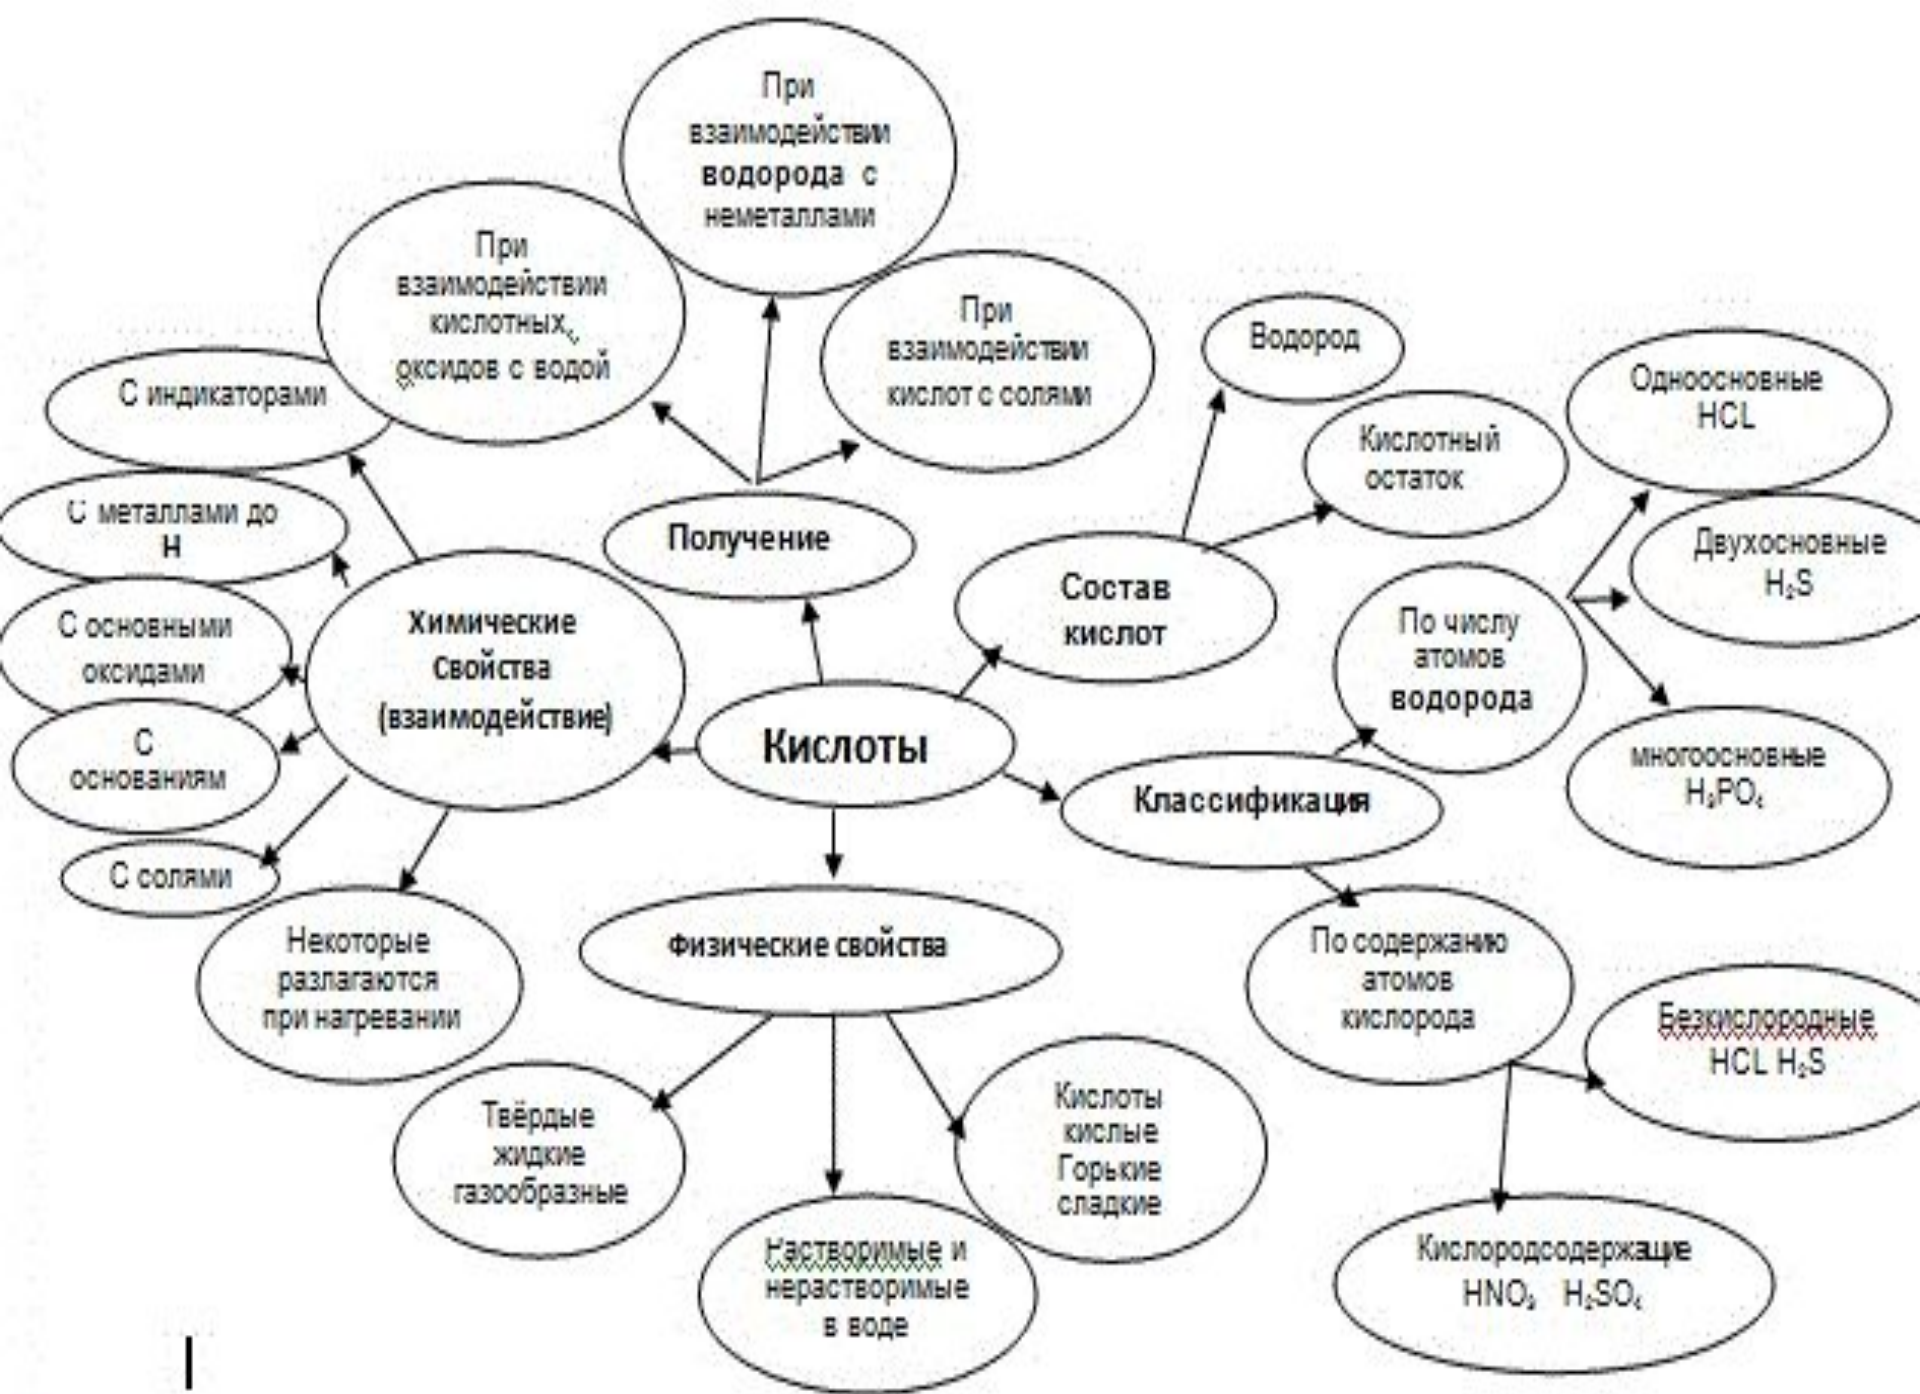 При
взаимодействии
водорода с
неметаллами
При
взаимодействии
кислотных,
оксидов с водой
При
взаимодействии
кислот с солями
Водород
Кислотный
остаток
Одноосновные
HCL
Двухосновные
H₂S
многоосновные
H₃PO₄
С индикаторами
С металлами до
Н
С основными
оксидами
С
основаниям
С солями
Некоторые
разлагаются
при нагревании
Химические
Свойства
(взаимодействие)
Получение
Состав
кислот
По числу
атомов
водорода
Кислоты
Классификация
Физические свойства
По содержанию
атомов
кислорода
Безкислородные
HCL H₂S
Кислородсодержащие
HNO₃ H₂SO₄
Твёрдые
жидкие
газообразные
Растворимые и
нерастворимые
в воде
Кислоты
кислые
Горькие
сладкие